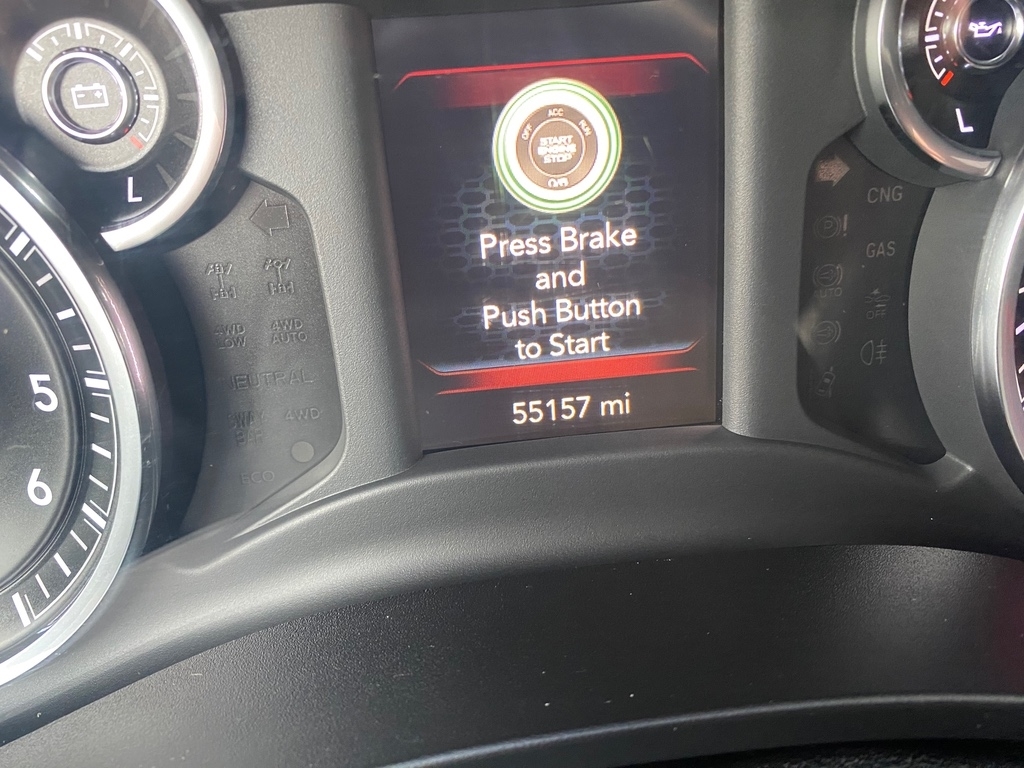 L
OFF ACC RUN
START
ENGINE
STOP
Press Brake
and
Push Button
to Start
55157 mi
5
6
4WD
LOW
4WD
AUTO
NEUTRAL
4WD
ECO
L
CNG
GAS